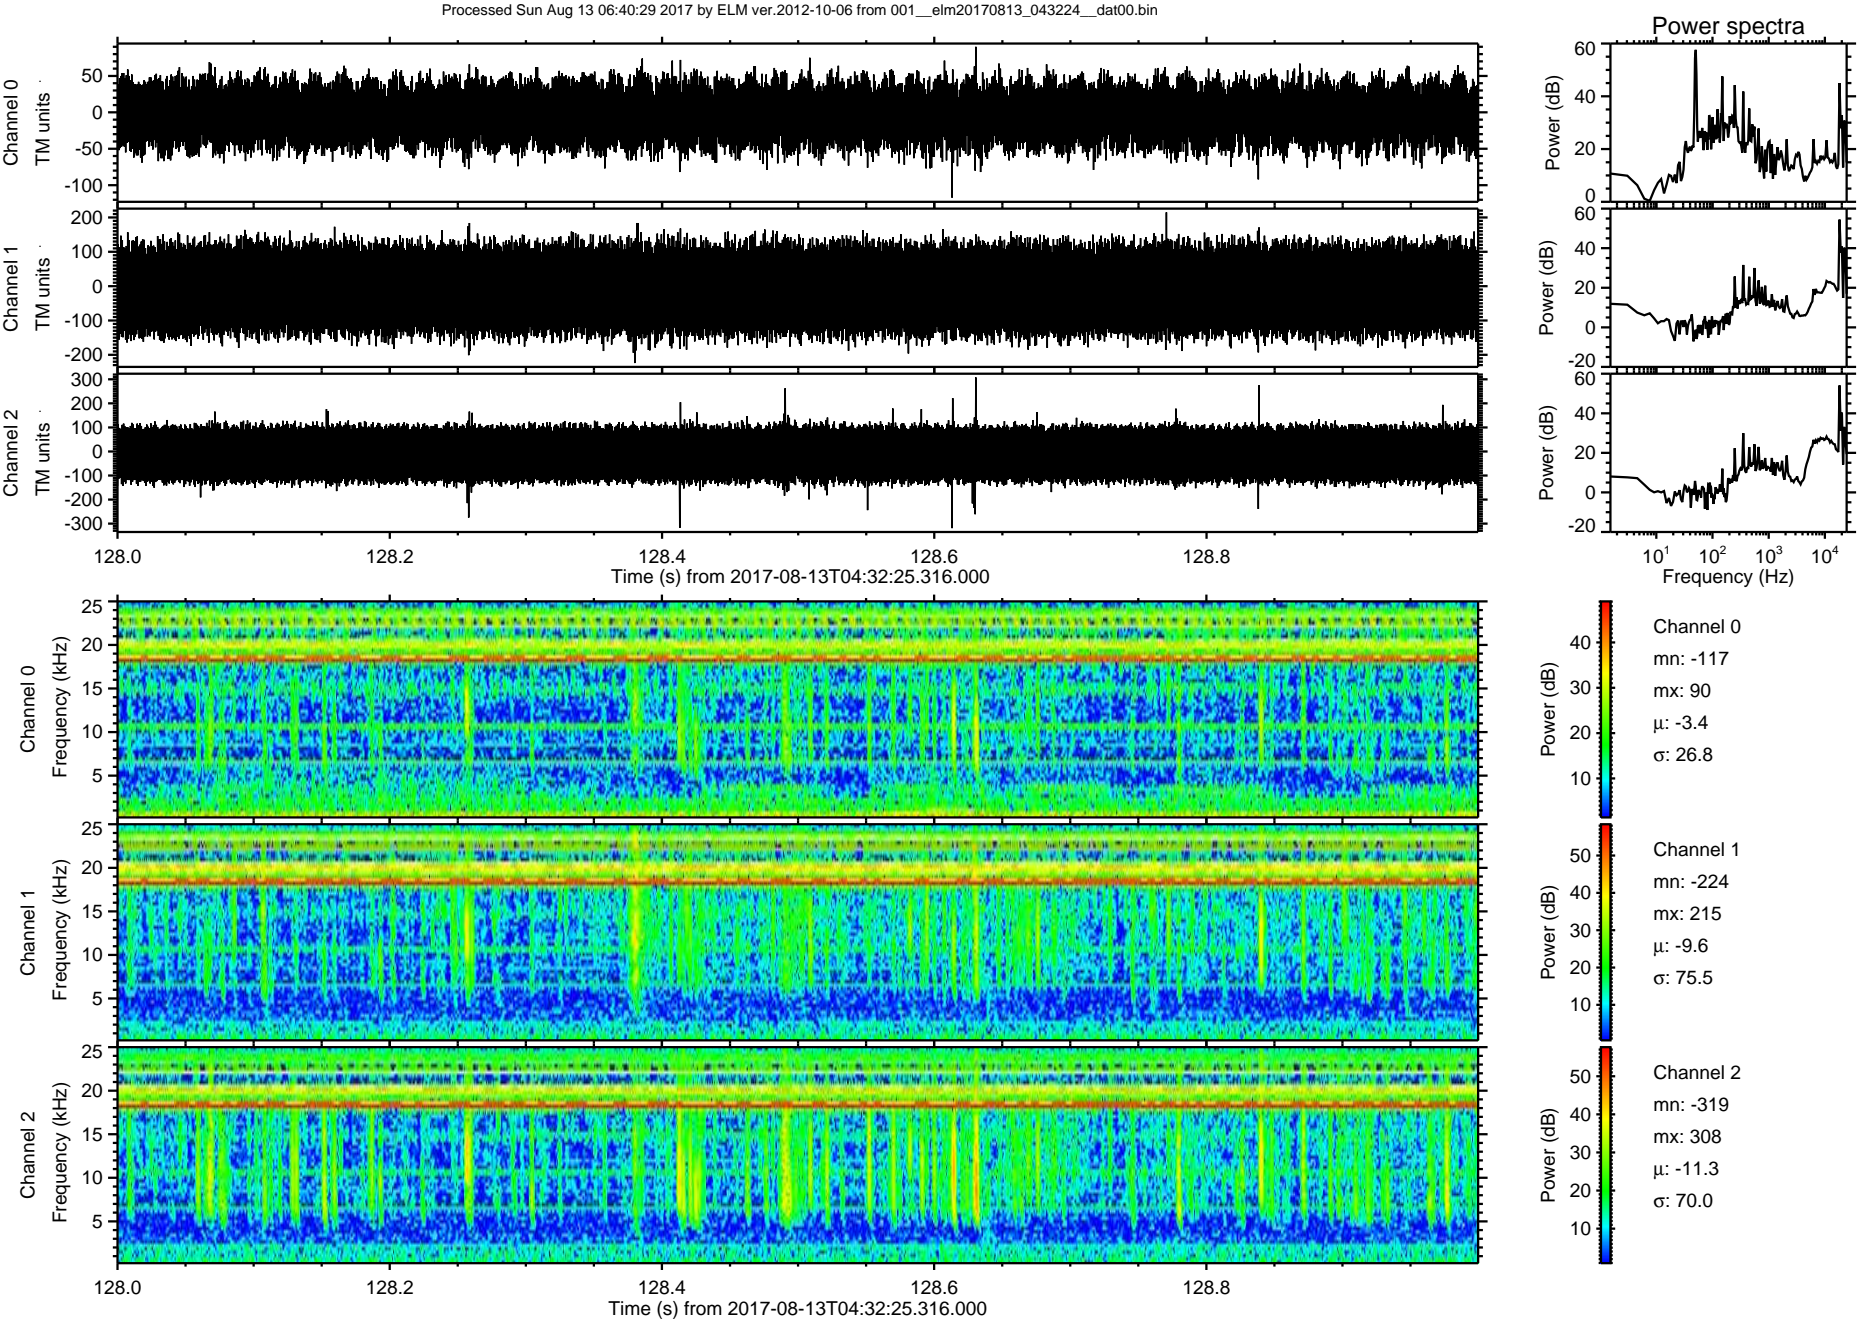 Processed Sun Aug 13 06:40:29 2017 by ELM ver.2012-10-06 from 001__elm20170813_043224__dat00.bin
Power spectra
Channel 0
TM units
50
0
-50
-100
Power (dB)
60
40
20
0
Channel 1
TM units
200
100
0
-100
-200
Power (dB)
60
40
20
0
-20
Channel 2
TM units
300
200
100
0
-100
-200
-300
Power (dB)
60
40
20
0
-20
128.0 128.2 128.4 128.6 128.8
Time (s) from 2017-08-13T04:32:25.316.000
10^1 10^2 10^3 10^4
Frequency (Hz)
Channel 0
Frequency (kHz)
25
20
15
10
5
Power (dB)
40
30
20
10
Channel 0
mn: -117
mx: 90
μ: -3.4
σ: 26.8
Channel 1
Frequency (kHz)
25
20
15
10
5
Power (dB)
50
40
30
20
10
Channel 1
mn: -224
mx: 215
μ: -9.6
σ: 75.5
Channel 2
Frequency (kHz)
25
20
15
10
5
Power (dB)
50
40
30
20
10
Channel 2
mn: -319
mx: 308
μ: -11.3
σ: 70.0
128.0 128.2 128.4 128.6 128.8
Time (s) from 2017-08-13T04:32:25.316.000